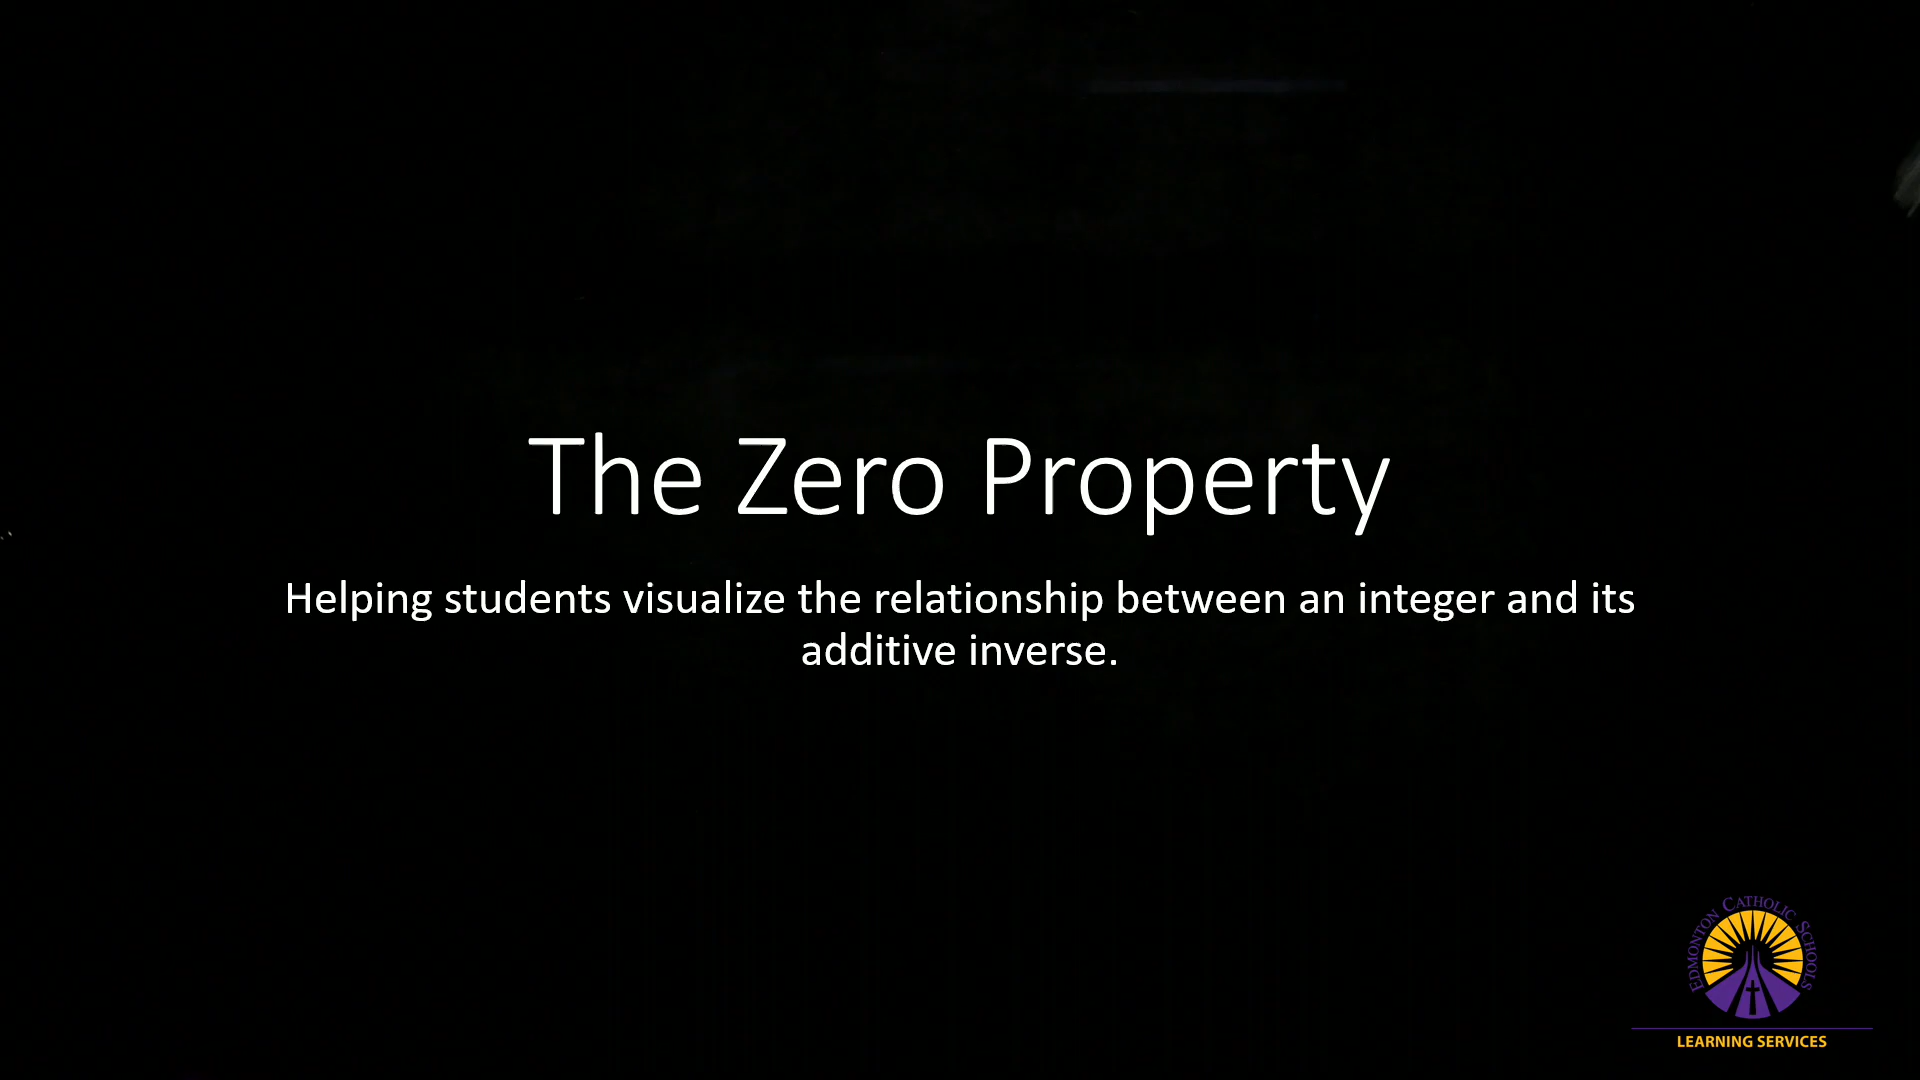 The Zero Property
Helping students visualize the relationship between an integer and its
additive inverse.
EDMONTON CATHOLIC SCHOOLS
LEARNING SERVICES